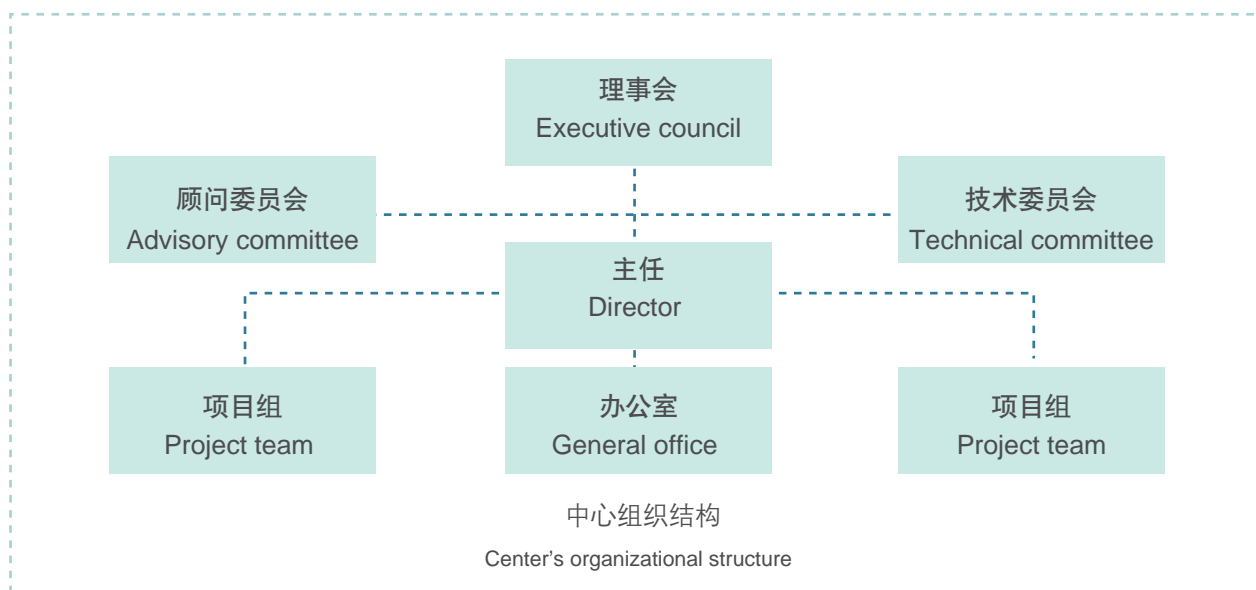 理事会
Executive council
顾问委员会
Advisory committee
技术委员会
Technical committee
主任
Director
项目组
Project team
办公室
General office
项目组
Project team
中心组织结构
Center’s organizational structure